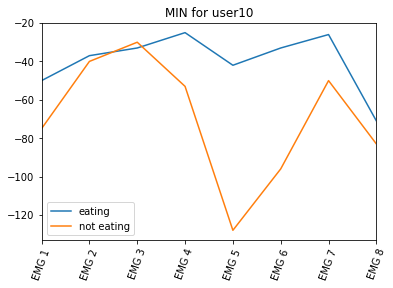 MIN for user10
−20
−40
−60
−80
−100
−120
eating
not eating
EMG 1
EMG 2
EMG 3
EMG 4
EMG 5
EMG 6
EMG 7
EMG 8